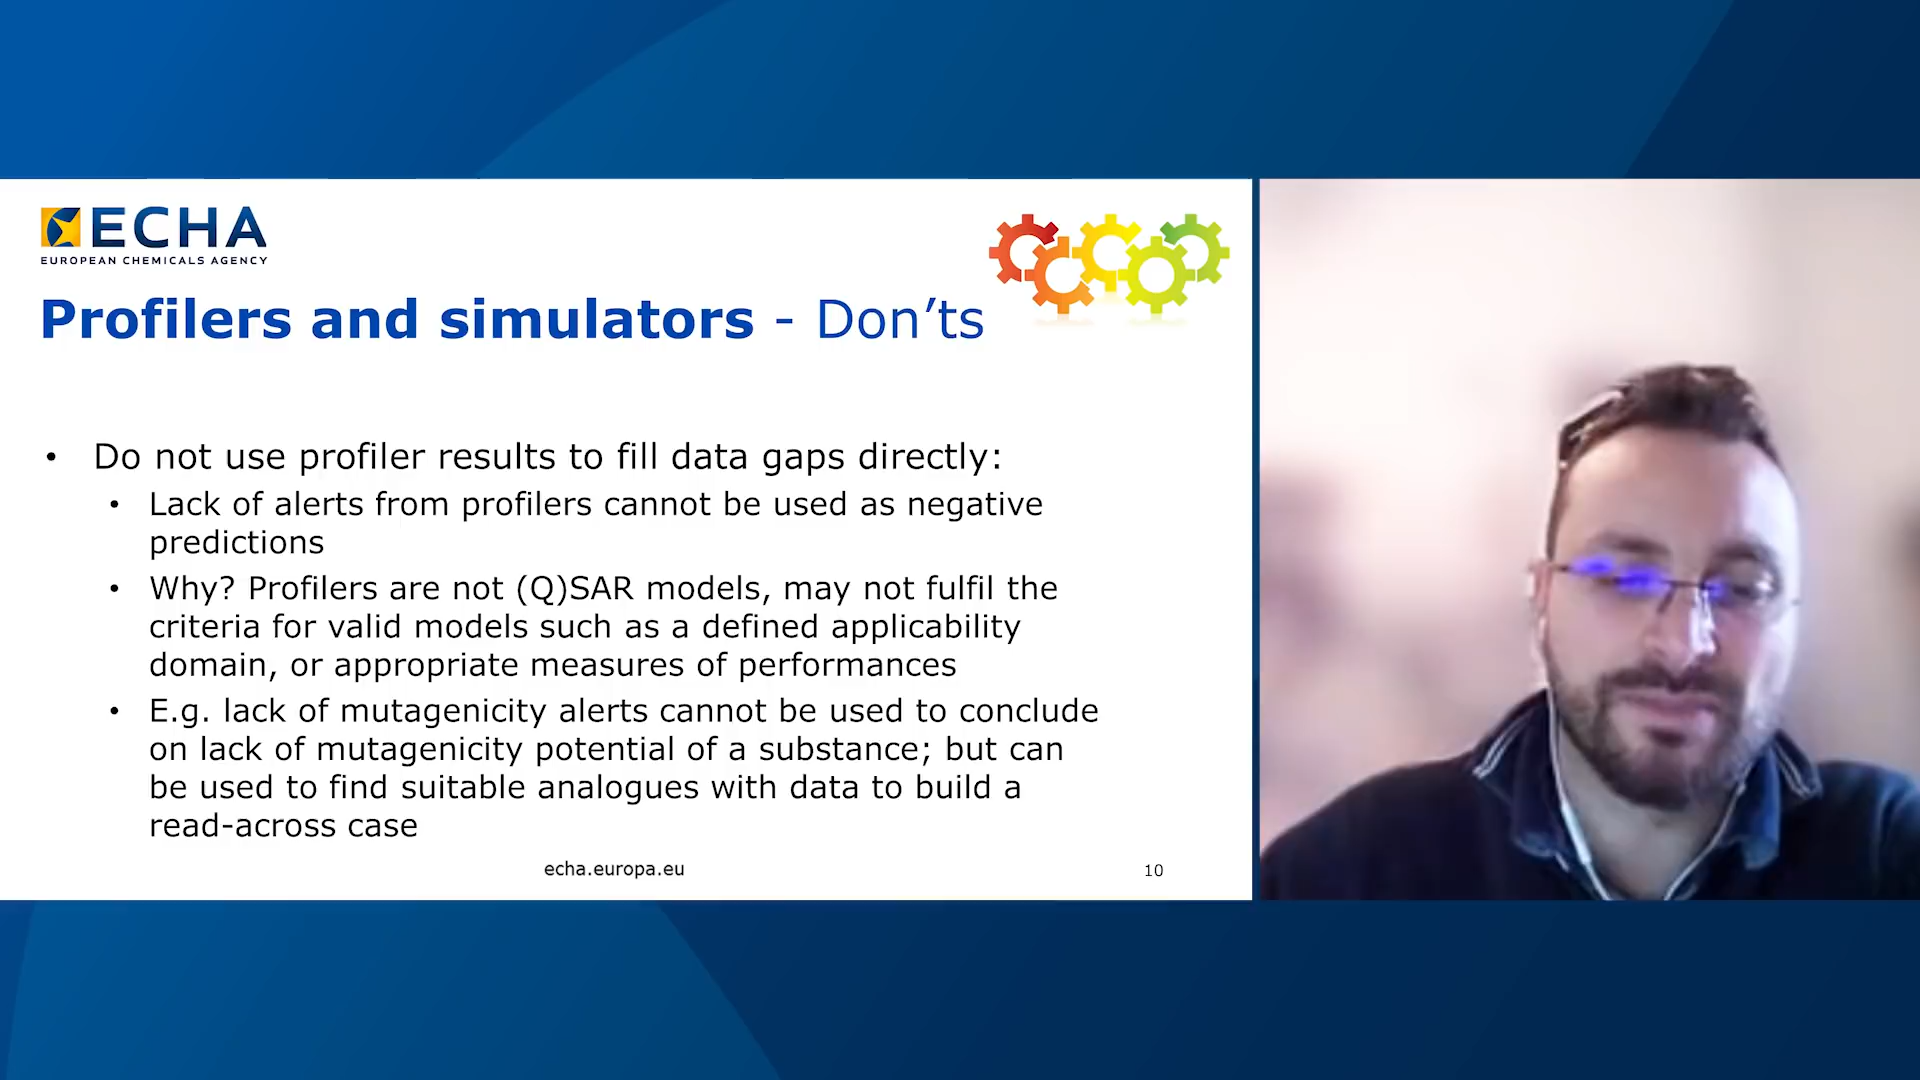 ECHA
EUROPEAN CHEMICALS AGENCY
Profilers and simulators - Don’ts
• Do not use profiler results to fill data gaps directly:
• Lack of alerts from profilers cannot be used as negative
predictions
• Why? Profilers are not (Q)SAR models, may not fulfil the
criteria for valid models such as a defined applicability
domain, or appropriate measures of performances
• E.g. lack of mutagenicity alerts cannot be used to conclude
on lack of mutagenicity potential of a substance; but can
be used to find suitable analogues with data to build a
read-across case
echa.europa.eu
10